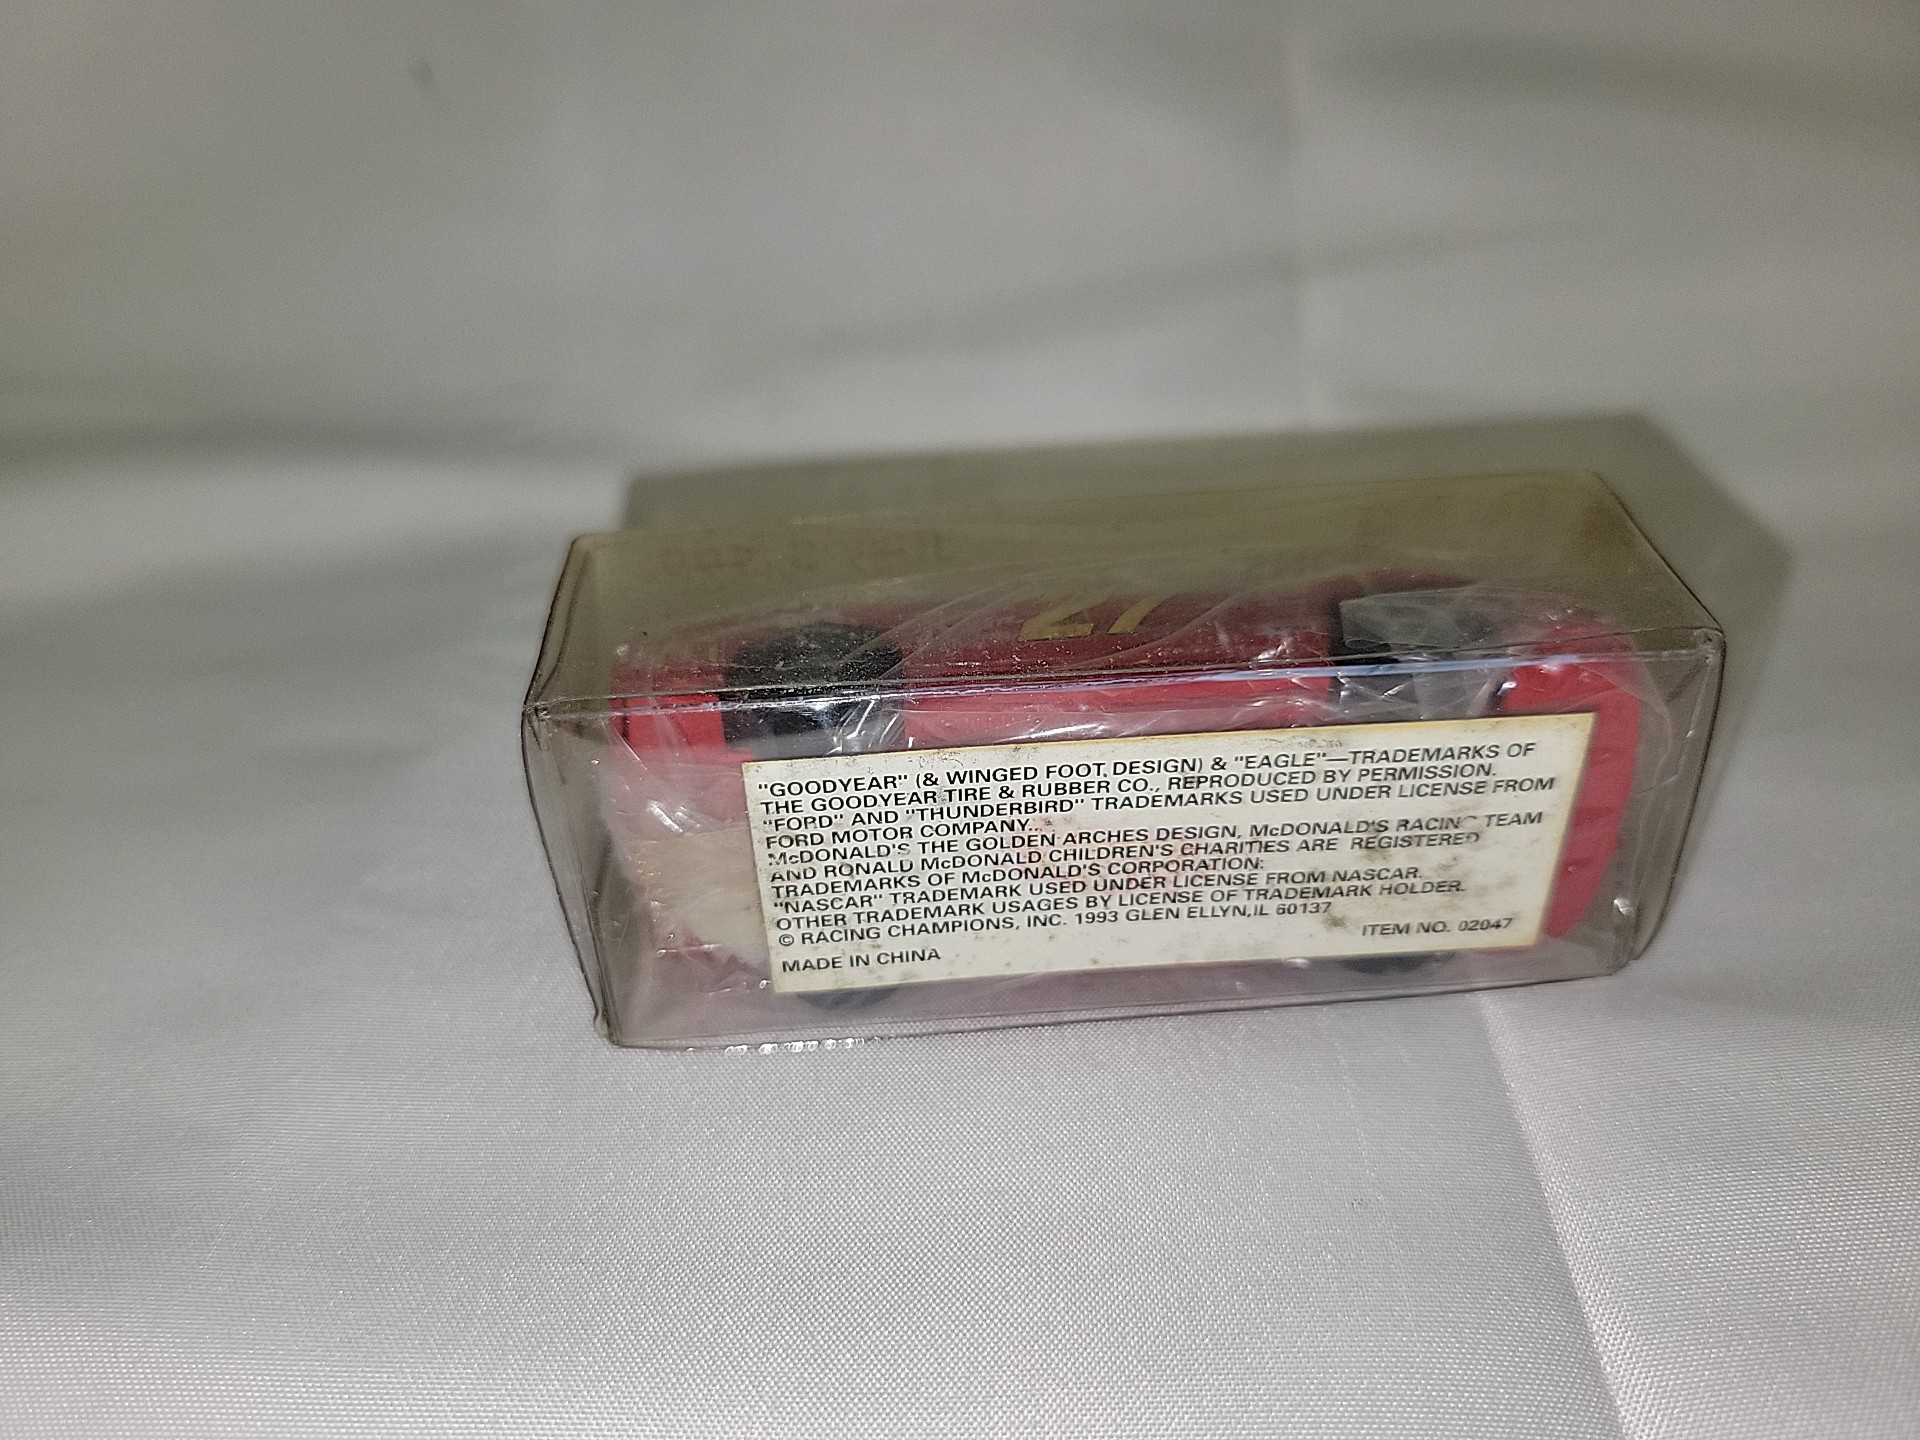 27
"GOODYEAR" (& WINGED FOOT DESIGN) & "EAGLE"—TRADEMARKS OF
THE GOODYEAR TIRE & RUBBER CO., REPRODUCED BY PERMISSION.
"FORD" AND "THUNDERBIRD" TRADEMARKS USED UNDER LICENSE FROM
FORD MOTOR COMPANY.
McDONALD'S THE GOLDEN ARCHES DESIGN, McDONALD'S RACING TEAM
AND RONALD McDONALD CHILDREN'S CHARITIES ARE REGISTERED
TRADEMARKS OF McDONALD'S CORPORATION:
"NASCAR" TRADEMARK USED UNDER LICENSE FROM NASCAR.
OTHER TRADEMARK USAGES BY LICENSE OF TRADEMARK HOLDER.
© RACING CHAMPIONS, INC. 1993 GLEN ELLYN,IL 60137
ITEM NO. 02047
MADE IN CHINA